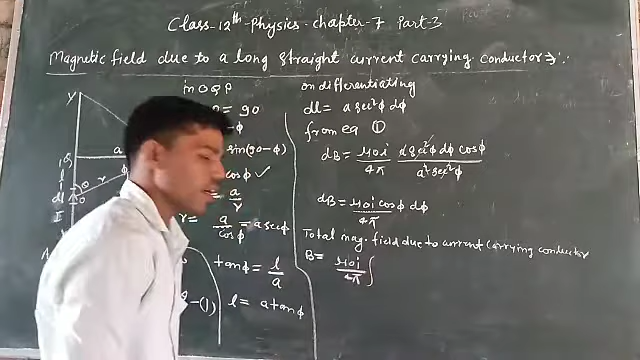 Class-12th-Physics-chapter-7 Part-3
Magnetic field due to a long straight current carrying conductor ⇒:
Y
a
Q
l
r
ϕ
θ
dl
O
I
in OQP
= 90
ϕ
sin(90-ϕ)
cosϕ ✓
= a/r
r = a/cosϕ = a secϕ
tanϕ = l/a
-(1) l = a tanϕ
on differentiating
dl = a sec²ϕ dϕ
from eq ①
dB = μ0i/4π a sec²ϕ dϕ cosϕ/a² sec²ϕ
dB = μ0i cosϕ dϕ/4π
Total mag. field due to current carrying conductor
B = μ0i/4π ∫